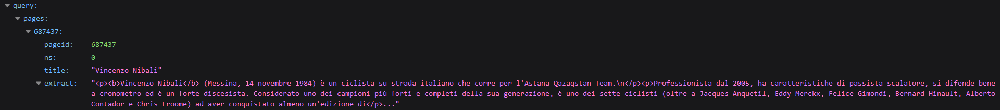 query:
pages:
687437:
pageid: 687437
ns: 0
title: "Vincenzo Nibali"
extract: "<p><b>Vincenzo Nibali</b> (Messina, 14 novembre 1984) è un ciclista su strada italiano che corre per l'Astana Qazaqstan Team.\n</p><p>Professionista dal 2005, ha caratteristiche di passista-scalatore, si difende bene
a cronometro ed è un forte discesista. Considerato uno dei campioni più forti e completi della sua generazione, è uno dei sette ciclisti (oltre a Jacques Anquetil, Eddy Merckx, Felice Gimondi, Bernard Hinault, Alberto
Contador e Chris Froome) ad aver conquistato almeno un'edizione di</p>..."